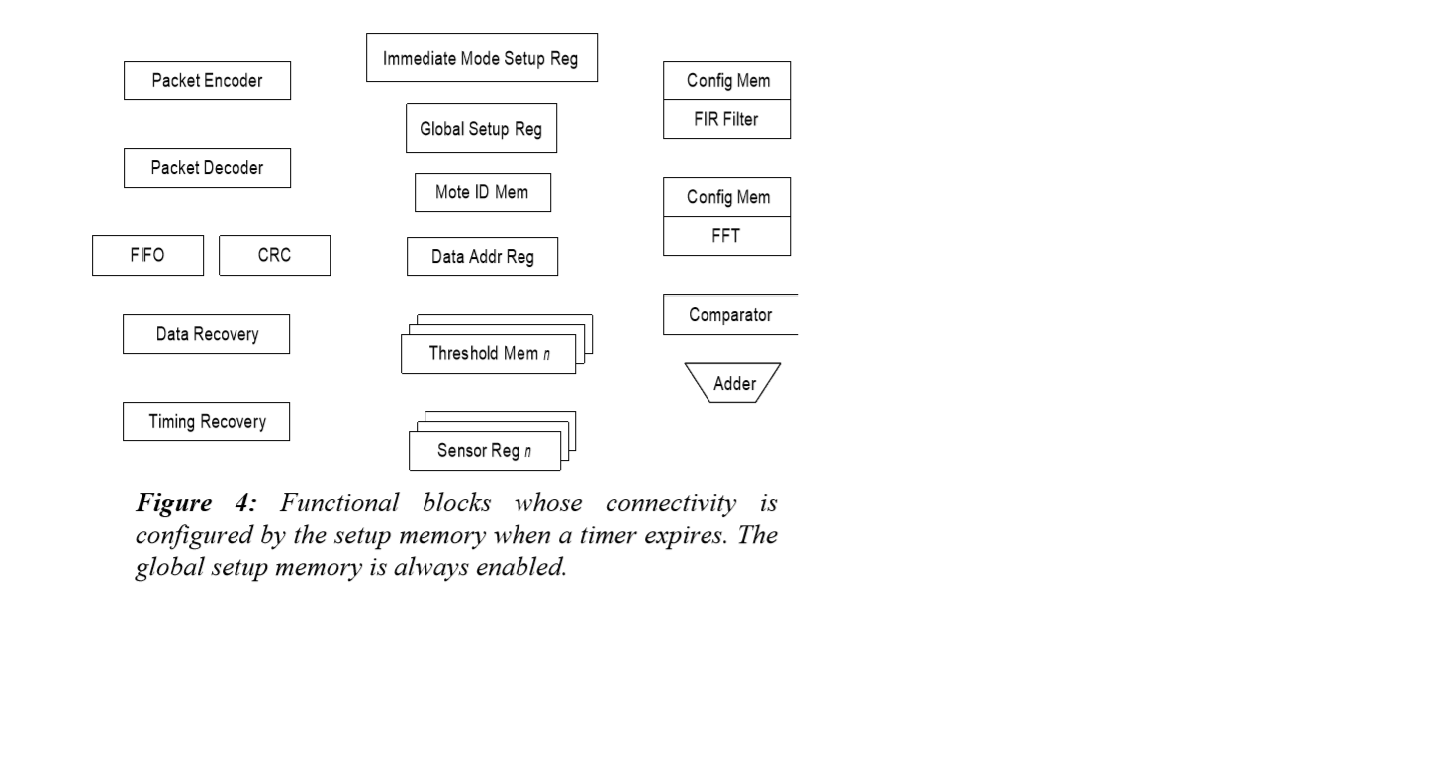 Packet Encoder
Packet Decoder
FIFO
CRC
Data Recovery
Timing Recovery
Immediate Mode Setup Reg
Global Setup Reg
Mote ID Mem
Data Addr Reg
Threshold Mem n
Sensor Reg n
Config Mem
FIR Filter
Config Mem
FFT
Comparator
Adder
Figure 4: Functional blocks whose connectivity is
configured by the setup memory when a timer expires. The
global setup memory is always enabled.